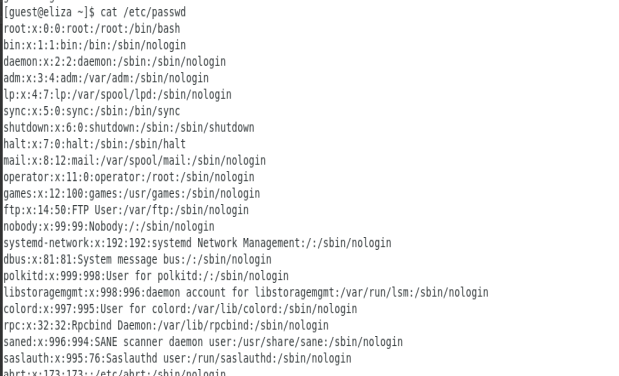 [guest@eliza ~]$ cat /etc/passwd
root:x:0:0:root:/root:/bin/bash
bin:x:1:1:bin:/bin:/sbin/nologin
daemon:x:2:2:daemon:/sbin:/sbin/nologin
adm:x:3:4:adm:/var/adm:/sbin/nologin
lp:x:4:7:lp:/var/spool/lpd:/sbin/nologin
sync:x:5:0:sync:/sbin:/bin/sync
shutdown:x:6:0:shutdown:/sbin:/sbin/shutdown
halt:x:7:0:halt:/sbin:/sbin/halt
mail:x:8:12:mail:/var/spool/mail:/sbin/nologin
operator:x:11:0:operator:/root:/sbin/nologin
games:x:12:100:games:/usr/games:/sbin/nologin
ftp:x:14:50:FTP User:/var/ftp:/sbin/nologin
nobody:x:99:99:Nobody:/:/sbin/nologin
systemd-network:x:192:192:systemd Network Management:/:/sbin/nologin
dbus:x:81:81:System message bus:/:/sbin/nologin
polkitd:x:999:998:User for polkitd:/:/sbin/nologin
libstoragemgmt:x:998:996:daemon account for libstoragemgmt:/var/run/lsm:/sbin/nologin
colord:x:997:995:User for colord:/var/lib/colord:/sbin/nologin
rpc:x:32:32:Rpcbind Daemon:/var/lib/rpcbind:/sbin/nologin
saned:x:996:994:SANE scanner daemon user:/usr/share/sane:/sbin/nologin
saslauth:x:995:76:Saslauthd user:/run/saslauthd:/sbin/nologin
abrt:x:173:173::/etc/abrt:/sbin/nologin